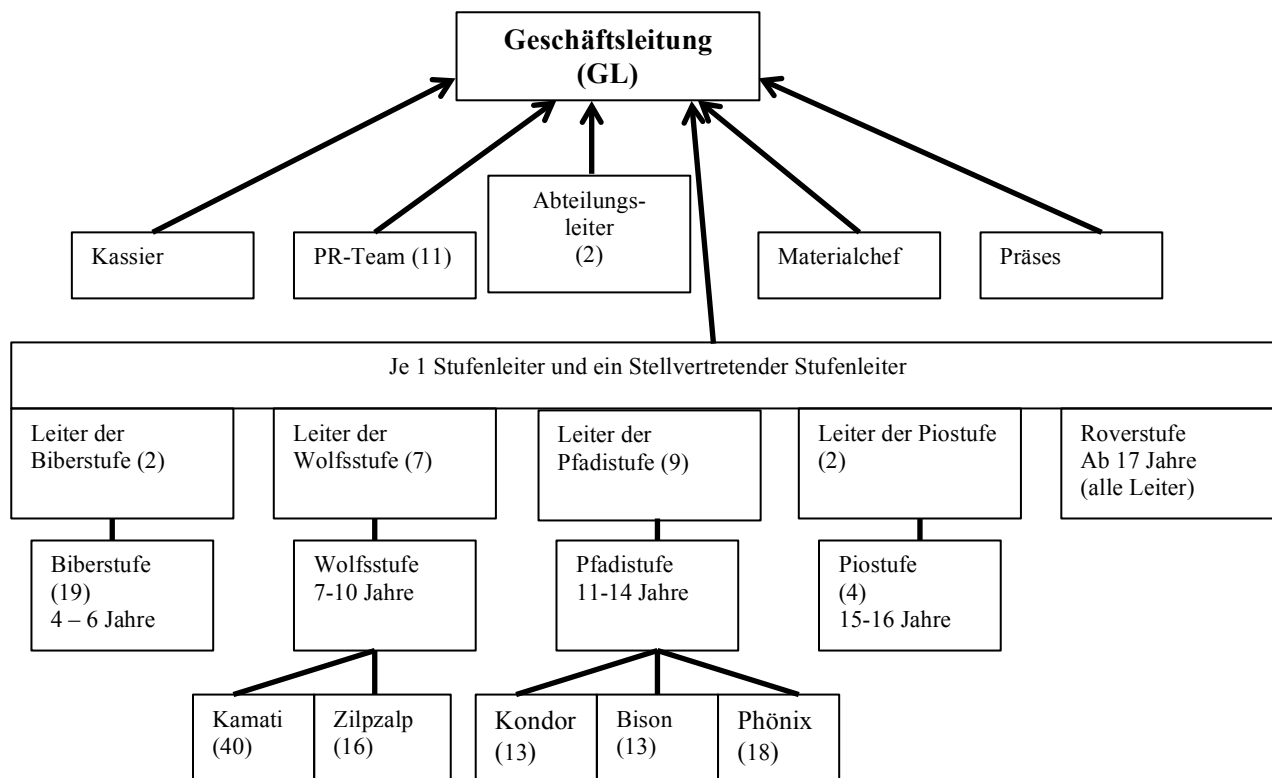 Geschäftsleitung
(GL)
Abteilungs-
leiter
(2)
Kassier
PR-Team (11)
Materialchef
Präses
Je 1 Stufenleiter und ein Stellvertretender Stufenleiter
Leiter der
Biberstufe (2)
Leiter der
Wolfsstufe (7)
Leiter der
Pfadistufe (9)
Leiter der Piostufe
(2)
Roverstufe
Ab 17 Jahre
(alle Leiter)
Biberstufe
(19)
4 – 6 Jahre
Wolfsstufe
7-10 Jahre
Pfadistufe
11-14 Jahre
Piostufe
(4)
15-16 Jahre
Kamati
(40)
Zilpzalp
(16)
Kondor
(13)
Bison
(13)
Phönix
(18)